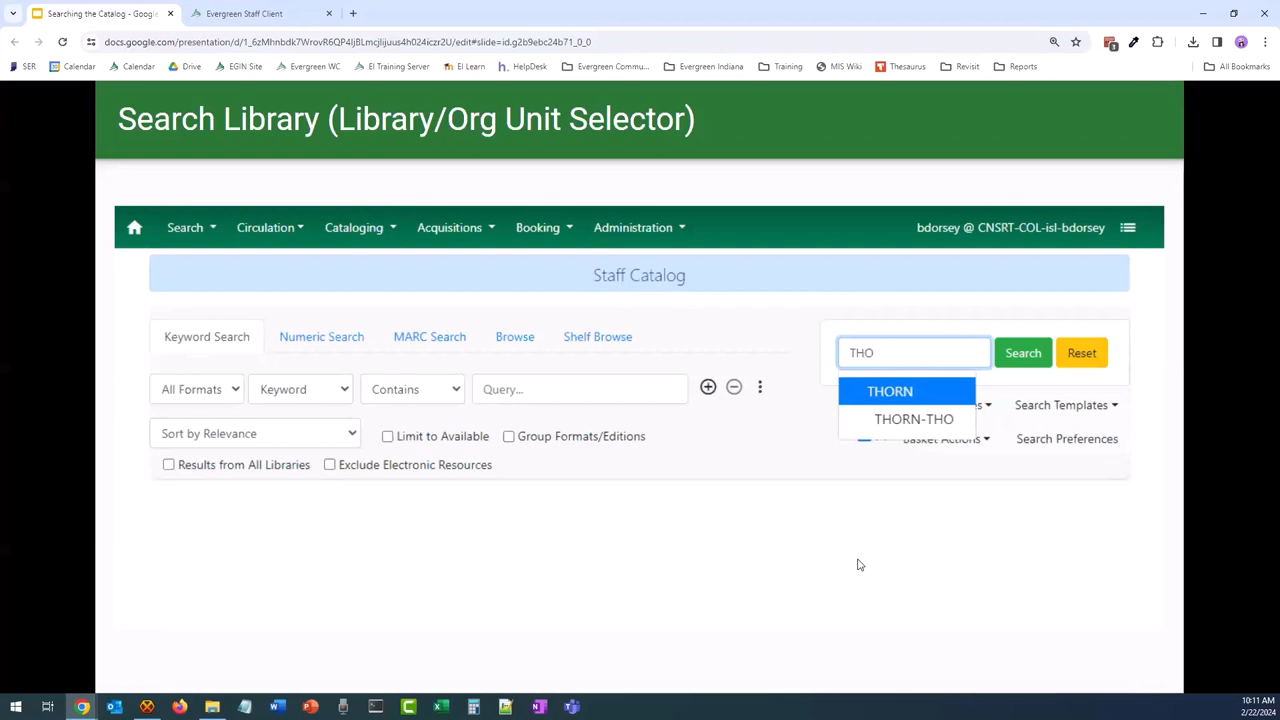 Searching the Catalog - Google
Evergreen Staff Client
docs.google.com/presentation/d/1_6zMhnbdk7WrovR6QP4IjBLmcjIijuus4h024iczr2U/edit#slide=id.g2b9ebc24b71_0_0
SER
Calendar
Calendar
Drive
EGIN Site
Evergreen WC
EI Training Server
EI Learn
HelpDesk
Evergreen Commu...
Evergreen Indiana
Training
MIS Wiki
Thesaurus
Revisit
Reports
All Bookmarks
Search Library (Library/Org Unit Selector)
Search Circulation Cataloging Acquisitions Booking Administration bdorsey @ CNSRT-COL-isl-bdorsey
Staff Catalog
Keyword Search Numeric Search MARC Search Browse Shelf Browse
THO Search Reset
All Formats Keyword Contains Query...
THORN
THORN-THO
Search Templates
Sort by Relevance Limit to Available Group Formats/Editions
Basket Actions Search Preferences
Results from All Libraries Exclude Electronic Resources
10:11 AM
2/22/2024